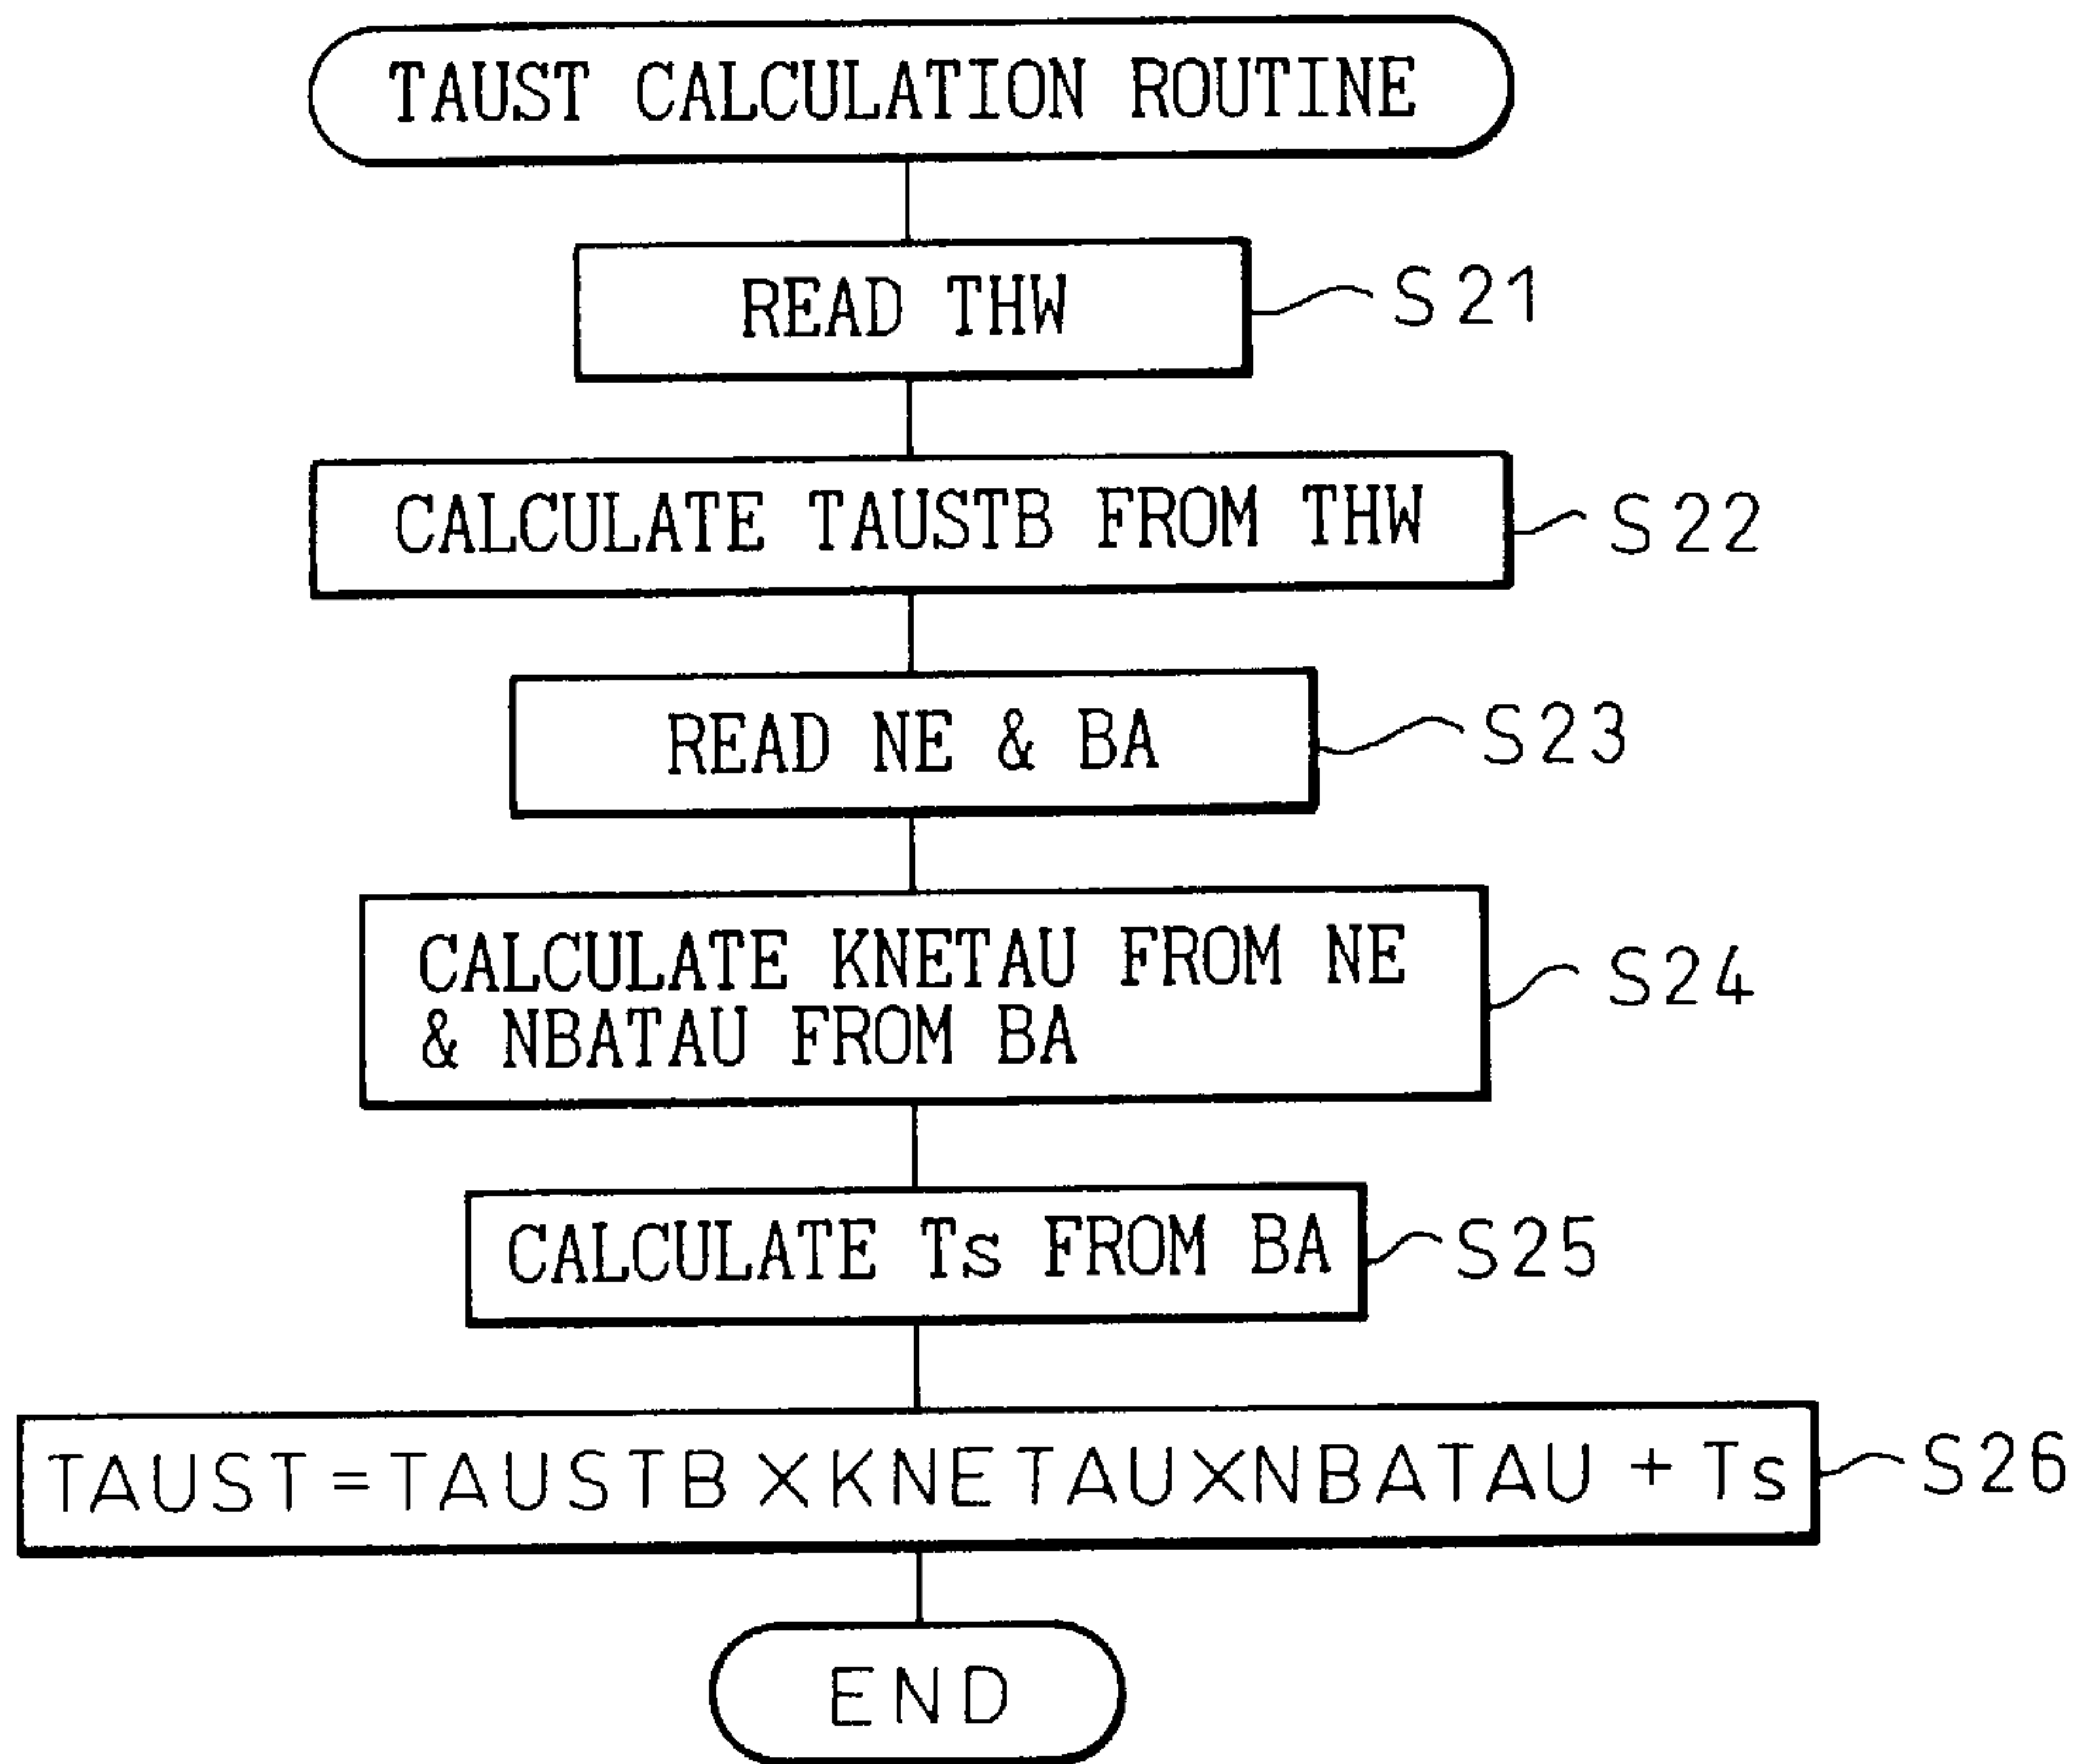 TAUST CALCULATION ROUTINE
READ THW
S21
CALCULATE TAUSTB FROM THW
S22
READ NE & BA
S23
CALCULATE KNETAU FROM NE
& NBATAU FROM BA
S24
CALCULATE Ts FROM BA
S25
TAUST=TAUSTB×KNETAU×NBATAU+Ts
S26
END